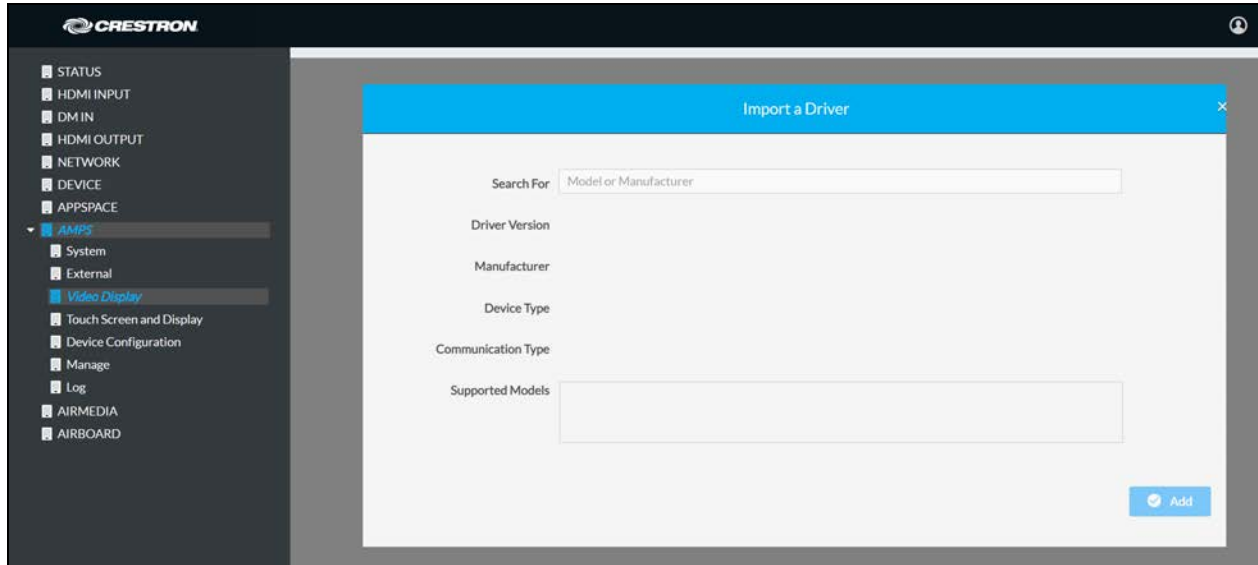 CRESTRON
STATUS
HDMI INPUT
DM IN
HDMI OUTPUT
NETWORK
DEVICE
APPSPACE
AMPS
System
External
Video Display
Touch Screen and Display
Device Configuration
Manage
Log
AIRMEDIA
AIRBOARD
Import a Driver
Search For Model or Manufacturer
Driver Version
Manufacturer
Device Type
Communication Type
Supported Models
Add